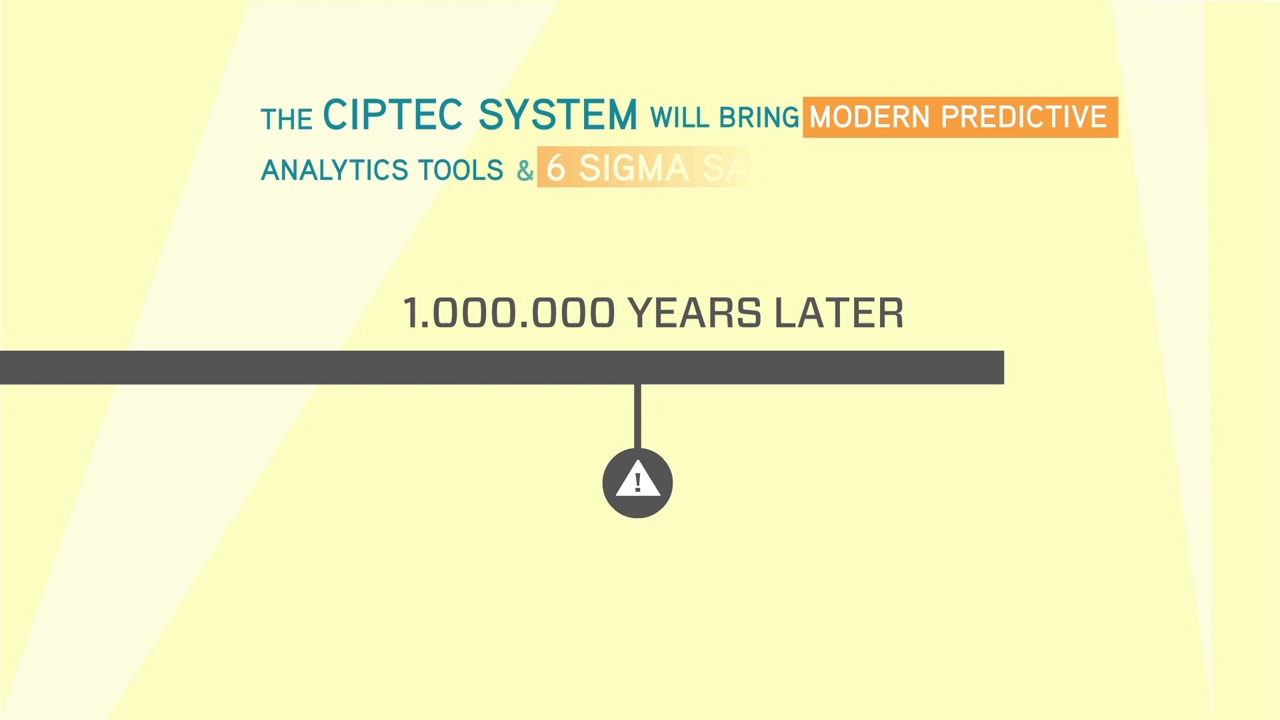 THE CIPTEC SYSTEM WILL BRING MODERN PREDICTIVE
ANALYTICS TOOLS & 6 SIGMA
1.000.000 YEARS LATER
!